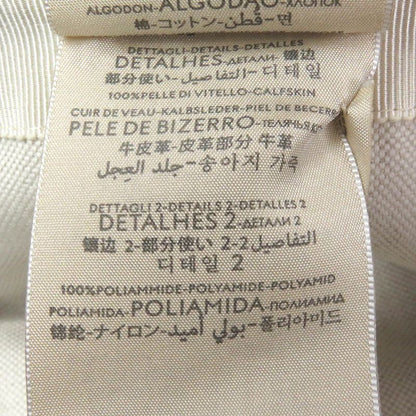 ALGODON-ALGODÃO-ХЛОПОК
棉-コットン-قطن-면
DETTAGLI-DETAILS-DETALLES
DETALHES-ДЕТАЛИ-镶边
部分使い-التفاصيل-디테일
100%PELLE DI VITELLO-CALFSKIN
CUIR DE VEAU-KALBSLEDER-PIEL DE BECERR
PELE DE BIZERRO-ТЕЛЯЧЬЯ К
牛皮革-皮革部分牛革
جلد العجل-송아지 가죽
DETTAGLI 2-DETAILS 2-DETALLES 2
DETALHES 2-ДЕТАЛИ 2
镶边 2-部分使い 2-التفاصيل 2
디테일 2
100%POLIAMMIDE-POLYAMIDE-POLYAMID
POLIAMIDA-POLIAMIDA-ПОЛИАМИД
锦纶-ナイロン-بولي أميد-폴리아미드